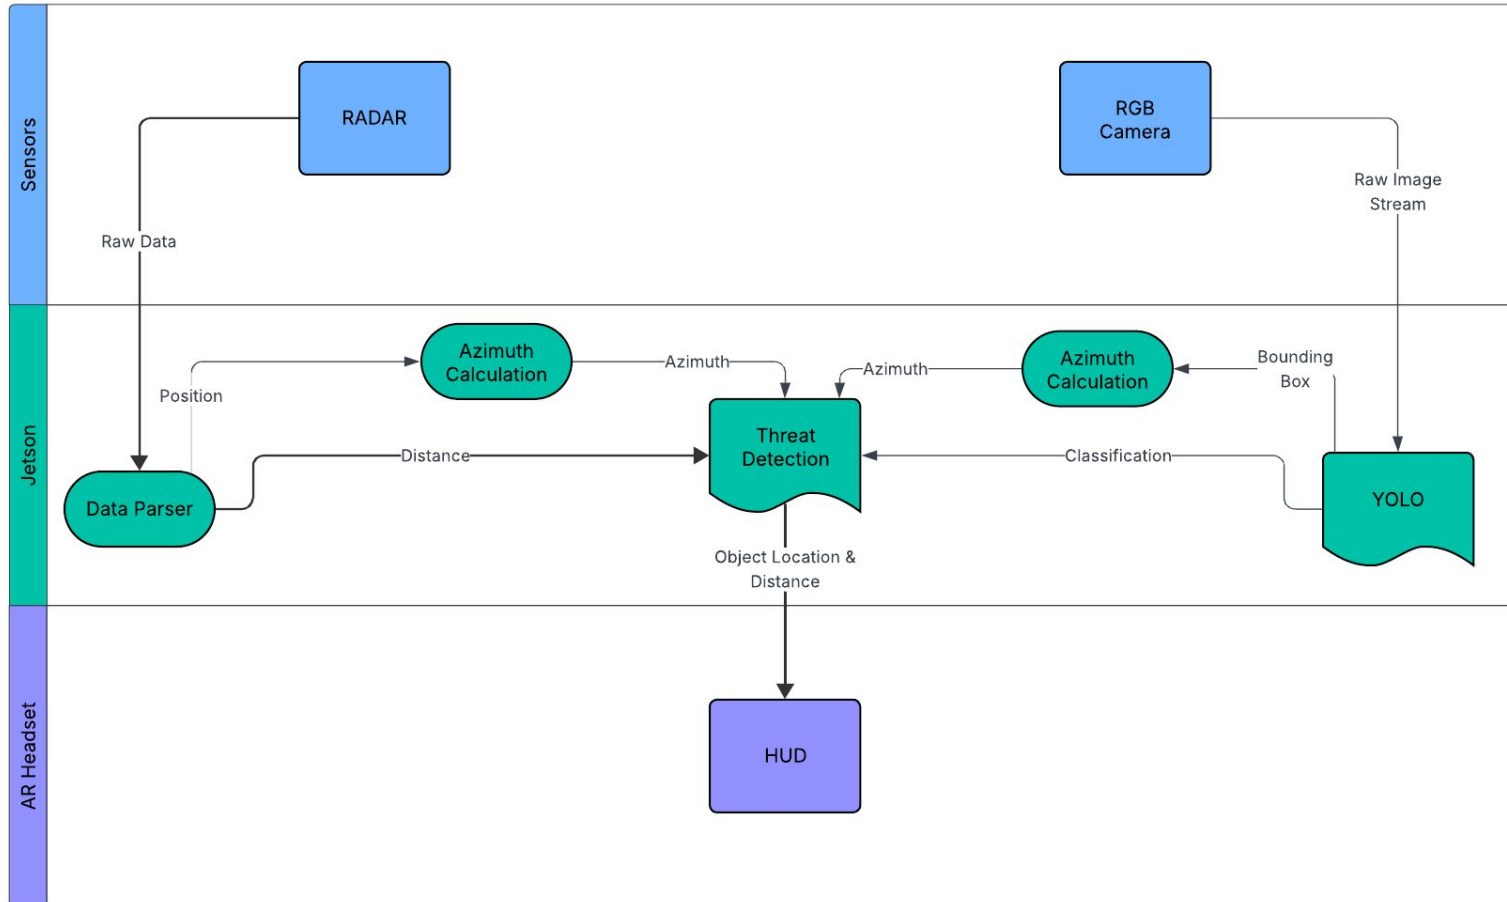 Sensors
RADAR
RGB
Camera
Raw Image
Stream
Raw Data
Jetson
Azimuth
Calculation
Azimuth
Azimuth
Azimuth
Calculation
Bounding
Box
Position
Threat
Detection
Distance
Classification
Data Parser
YOLO
Object Location &
Distance
AR Headset
HUD